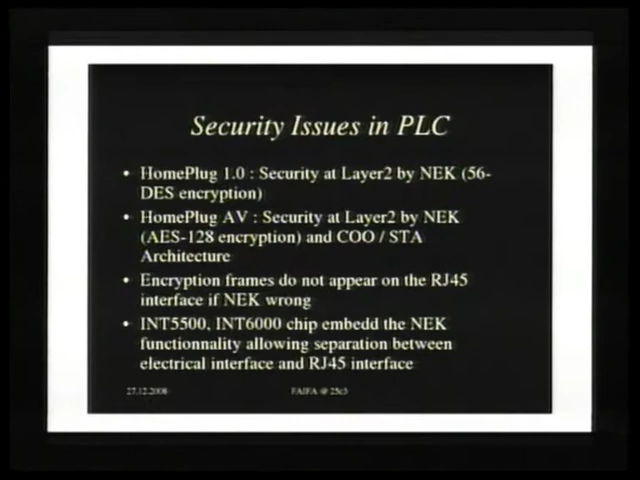 Security Issues in PLC
• HomePlug 1.0 : Security at Layer2 by NEK (56-
DES encryption)
• HomePlug AV : Security at Layer2 by NEK
(AES-128 encryption) and COO / STA
Architecture
• Encryption frames do not appear on the RJ45
interface if NEK wrong
• INT5500, INT6000 chip embedd the NEK
functionnality allowing separation between
electrical interface and RJ45 interface
27.12.2008
FAIFA @ 25c3